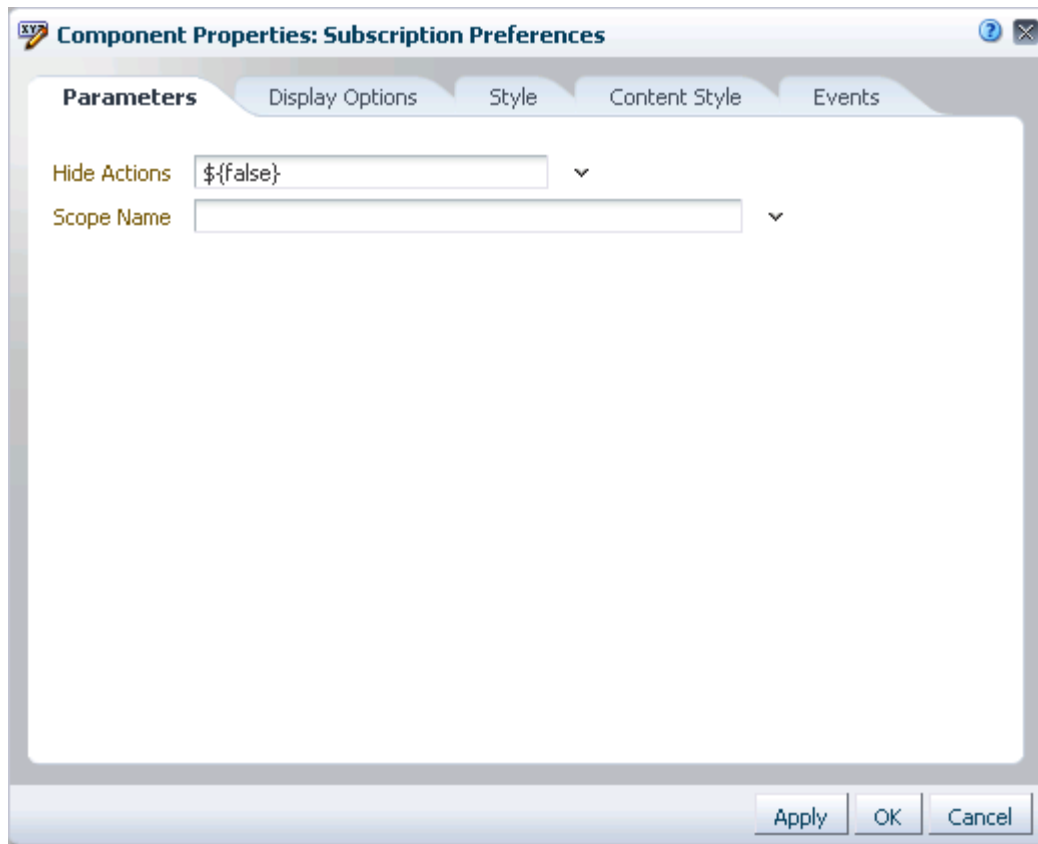 Component Properties: Subscription Preferences
Parameters Display Options Style Content Style Events
Hide Actions ${false}
Scope Name
Apply OK Cancel